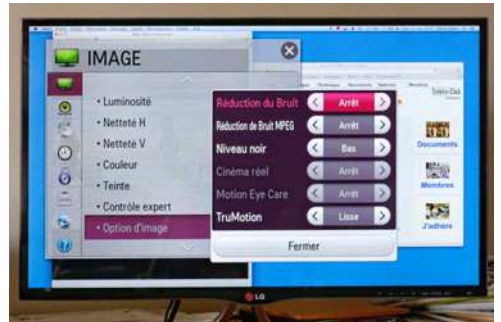 IMAGE
• Luminosité
• Netteté H
• Netteté V
• Couleur
• Teinte
• Contrôle expert
• Option d'image
Réduction du Bruit Arrêt
Réduction de Bruit MPEG Arrêt
Niveau noir Bas
Cinéma réel Arrêt
Motion Eye Care Arrêt
TruMotion Lisse
Fermer
Documents
Membres
J'adhère
LG